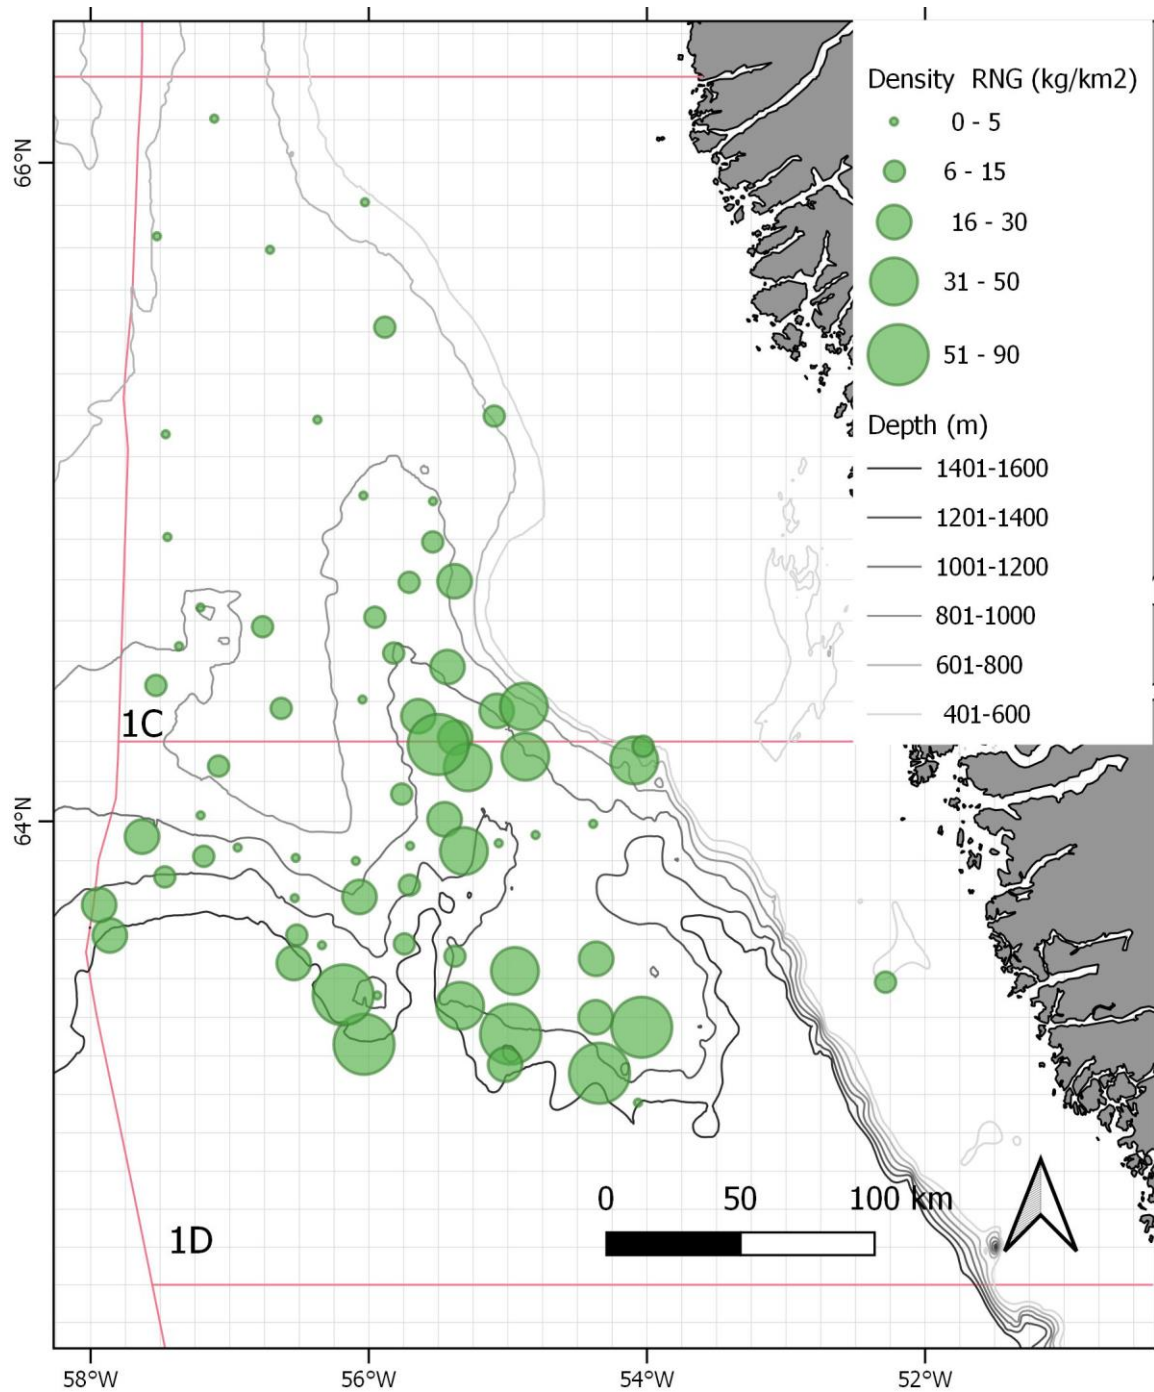 Density RNG (kg/km2)
0 - 5
6 - 15
16 - 30
31 - 50
51 - 90
Depth (m)
1401-1600
1201-1400
1001-1200
801-1000
601-800
401-600
66°N
64°N
1C
1D
0 50 100 km
58°W 56°W 54°W 52°W